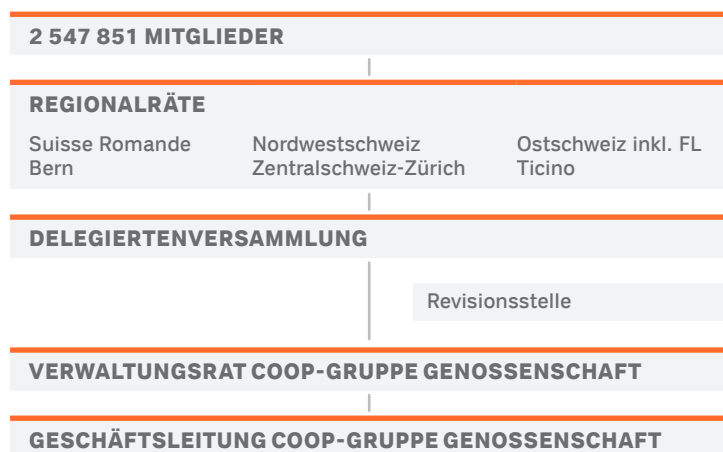 2 547 851 MITGLIEDER
REGIONALRÄTE
Suisse Romande Nordwestschweiz Ostschweiz inkl. FL
Bern Zentralschweiz-Zürich Ticino
DELEGIERTENVERSAMMLUNG
Revisionsstelle
VERWALTUNGSRAT COOP-GRUPPE GENOSSENSCHAFT
GESCHÄFTSLEITUNG COOP-GRUPPE GENOSSENSCHAFT